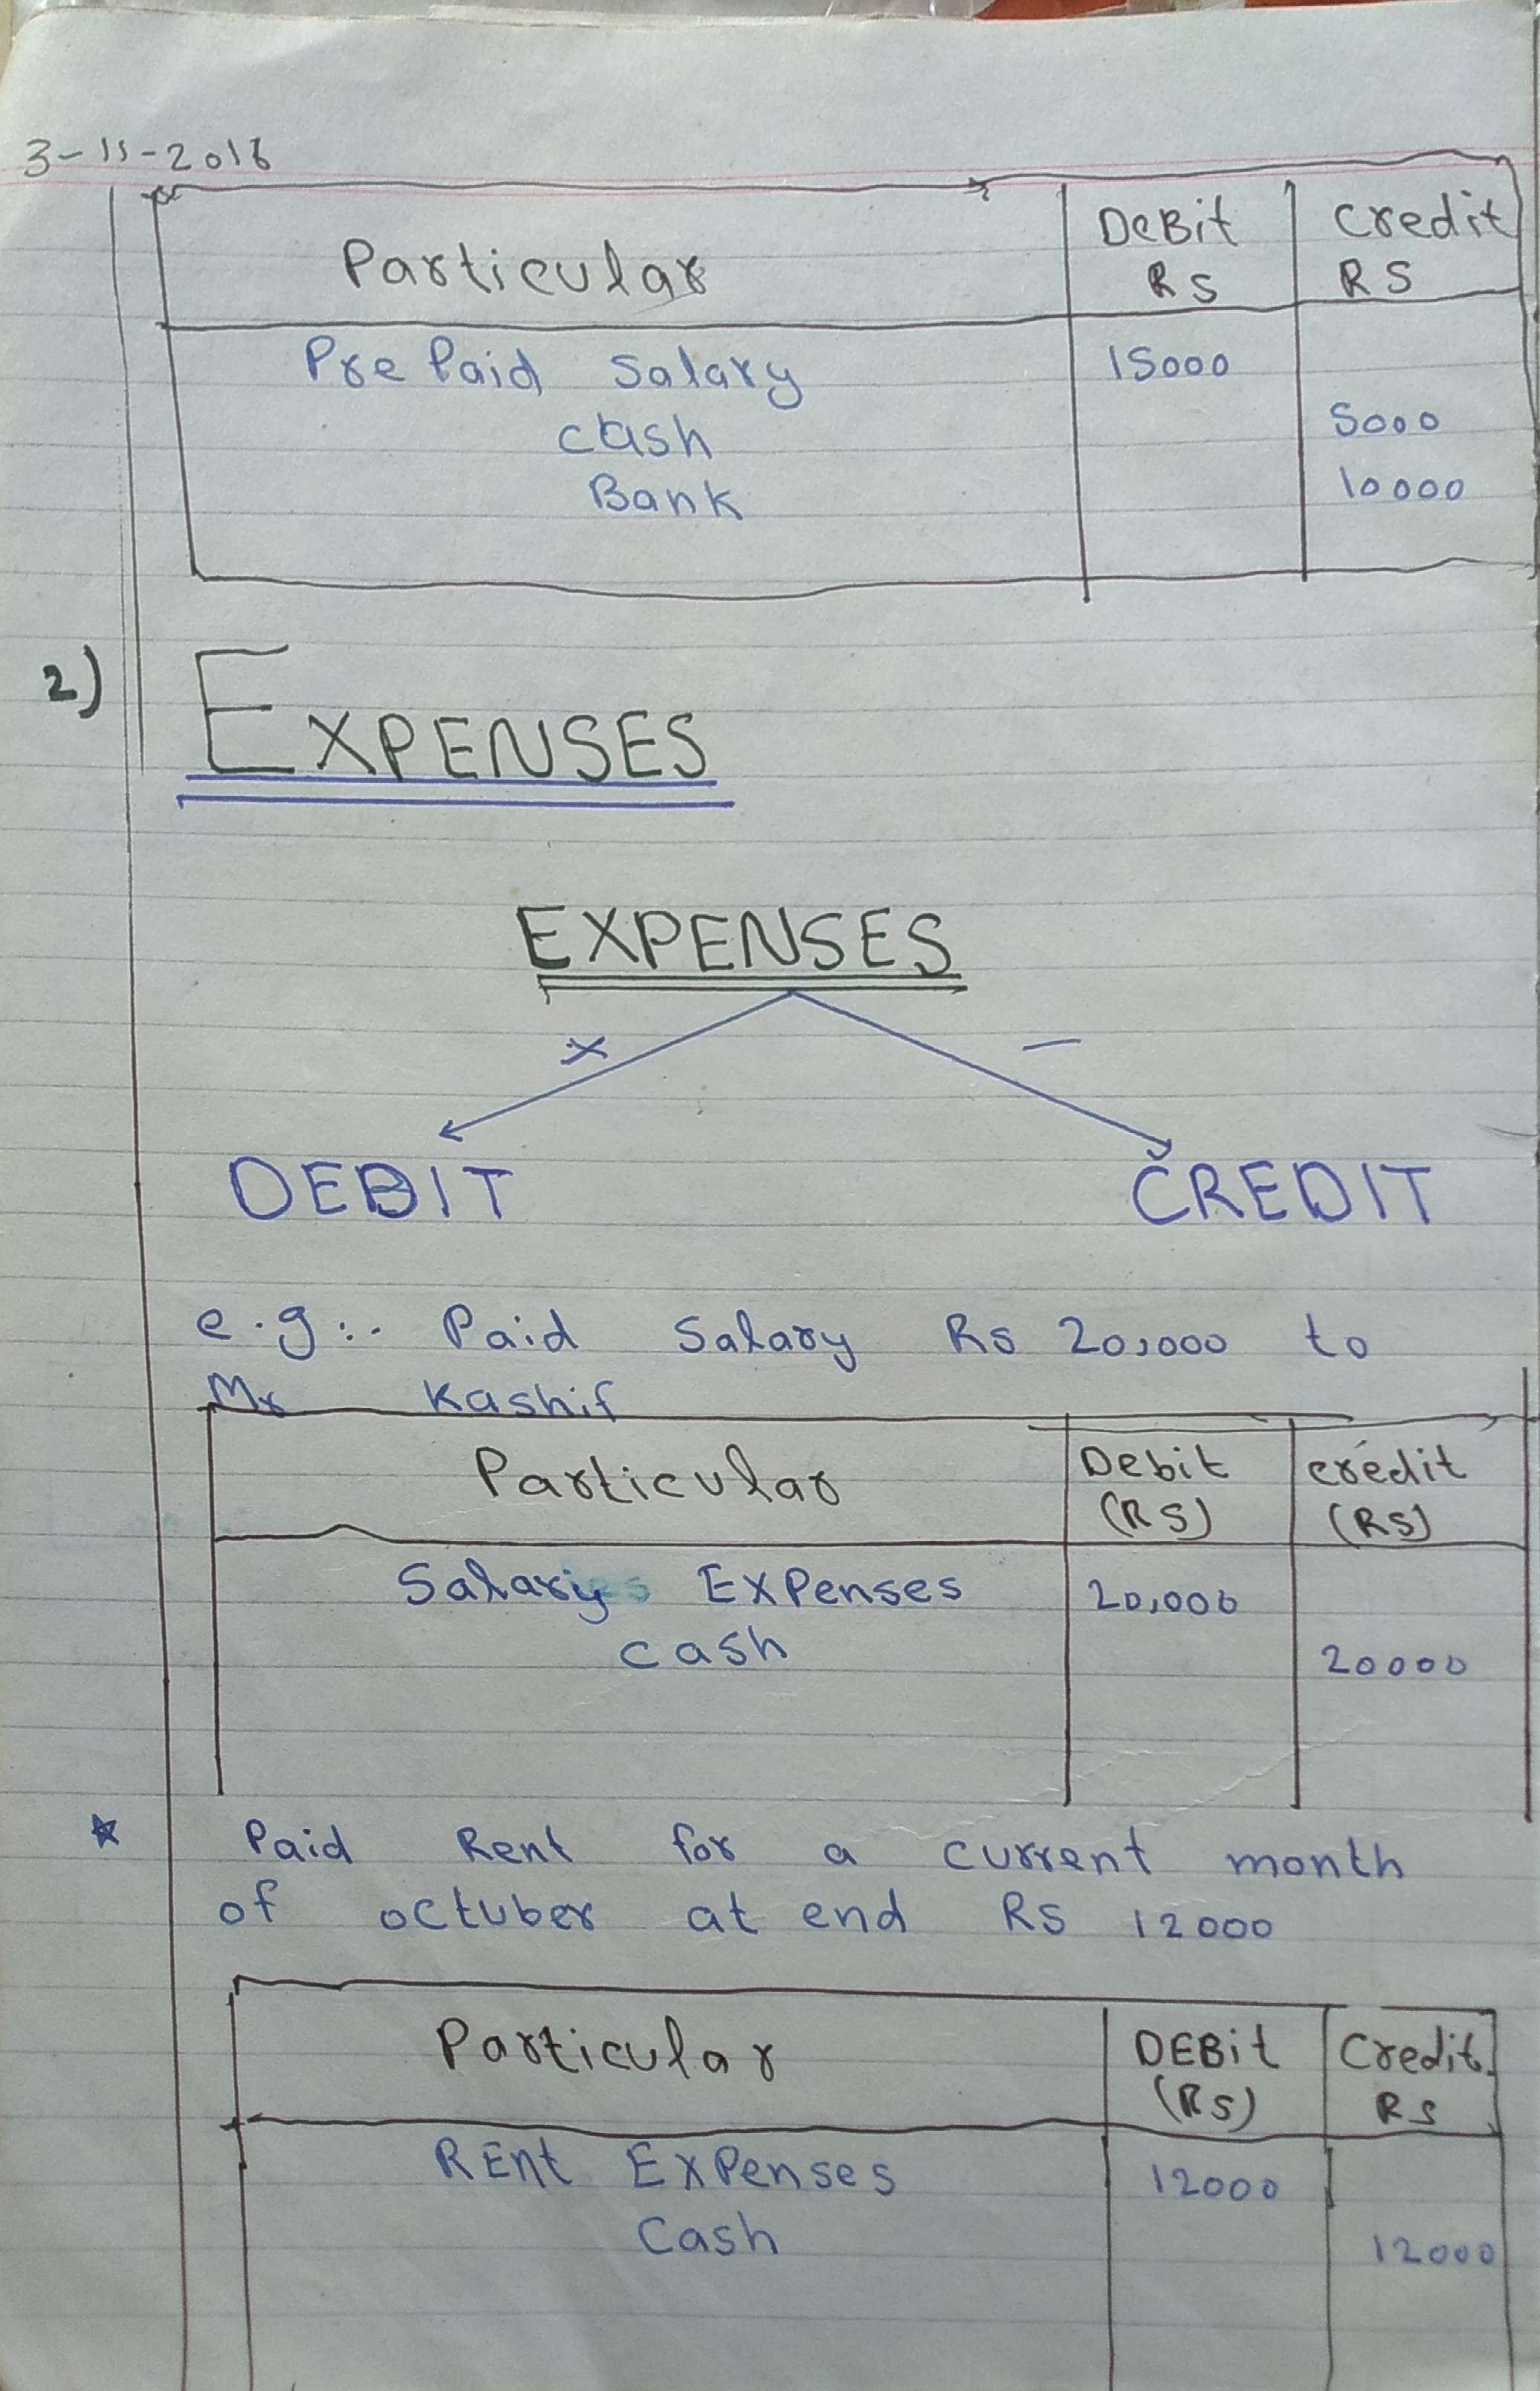 3-11-2016
Particular DeBit Credit
RS RS
PrePaid Salary 15000
cash 5000
Bank 10000
2) EXPENSES
EXPENSES
+ −
DEBIT CREDIT
e.g:- Paid Salary Rs 20,000 to
Mr Kashif
Particular Debit credit
(RS) (RS)
Salary Expenses 20,000
cash 20000
☆ Paid Rent for a current month
of octuber at end Rs 12000
Particular DEBit Credit
(RS) RS
REnt ExPenses 12000
Cash 12000